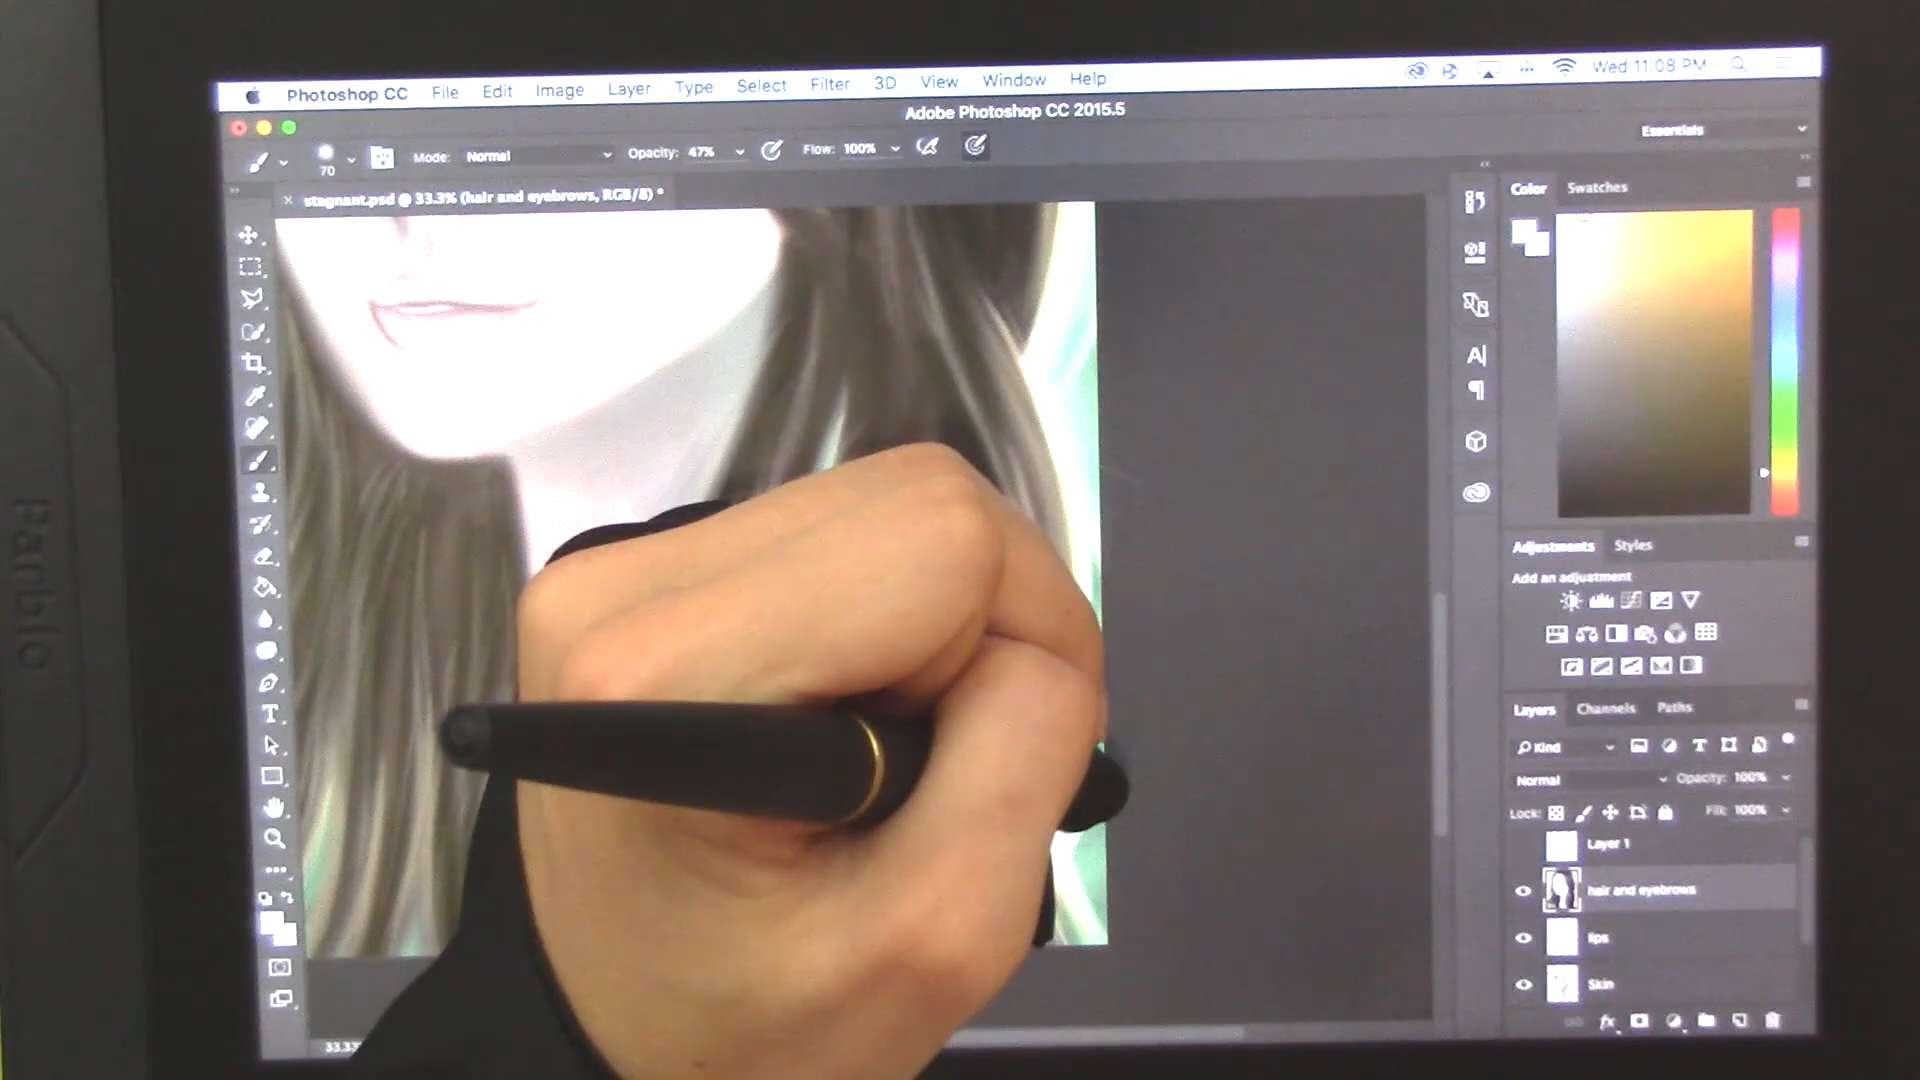 Photoshop CC File Edit Image Layer Type Select Filter 3D View Window Help Wed 11:08 PM
Adobe Photoshop CC 2015.5
Essentials
70 Mode: Normal Opacity: 47% Flow: 100%
stagnant.psd @ 33.3% (hair and eyebrows, RGB/8) *
Color Swatches
Adjustments Styles
Add an adjustment
Layers Channels Paths
Kind
Normal Opacity: 100%
Lock: Fill: 100%
Layer 1
hair and eyebrows
lips
Skin
fx
33.33
Parblo